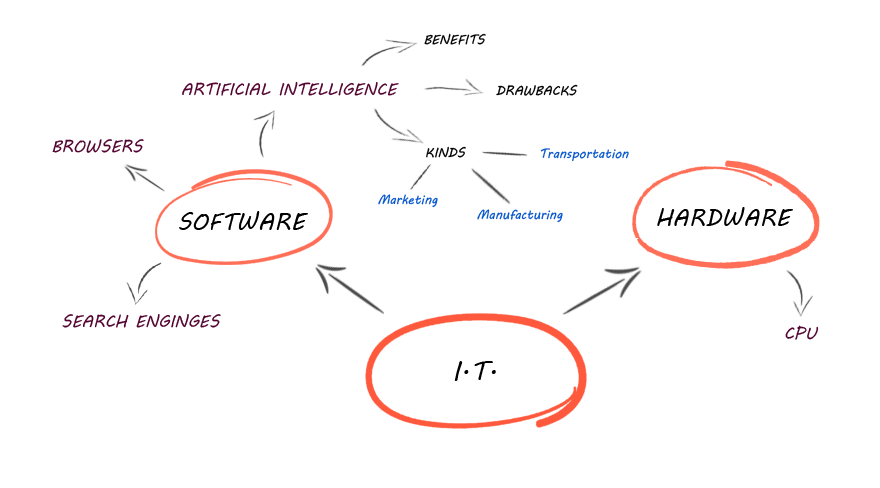 BENEFITS
ARTIFICIAL INTELLIGENCE
DRAWBACKS
BROWSERS
KINDS
Transportation
Marketing
Manufacturing
SOFTWARE
HARDWARE
SEARCH ENGINGES
CPU
I.T.